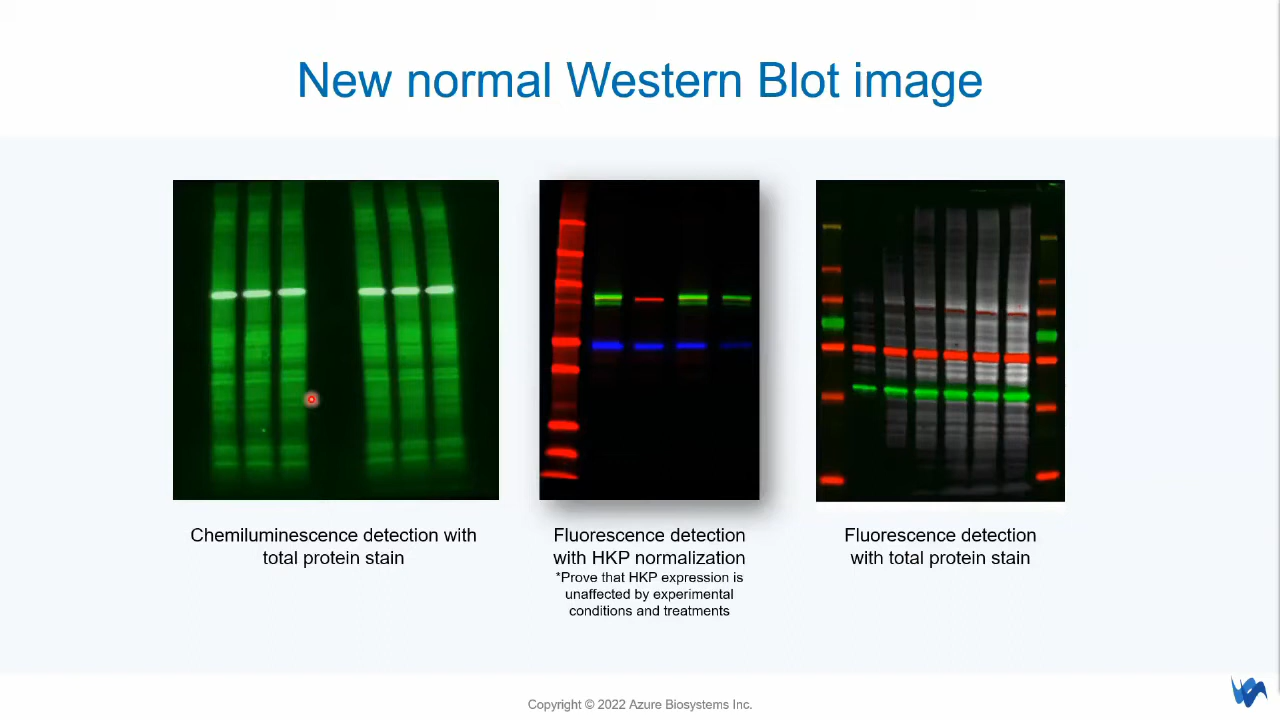 New normal Western Blot image
Chemiluminescence detection with
total protein stain
Fluorescence detection
with HKP normalization
*Prove that HKP expression is
unaffected by experimental
conditions and treatments
Fluorescence detection
with total protein stain
Copyright © 2022 Azure Biosystems Inc.